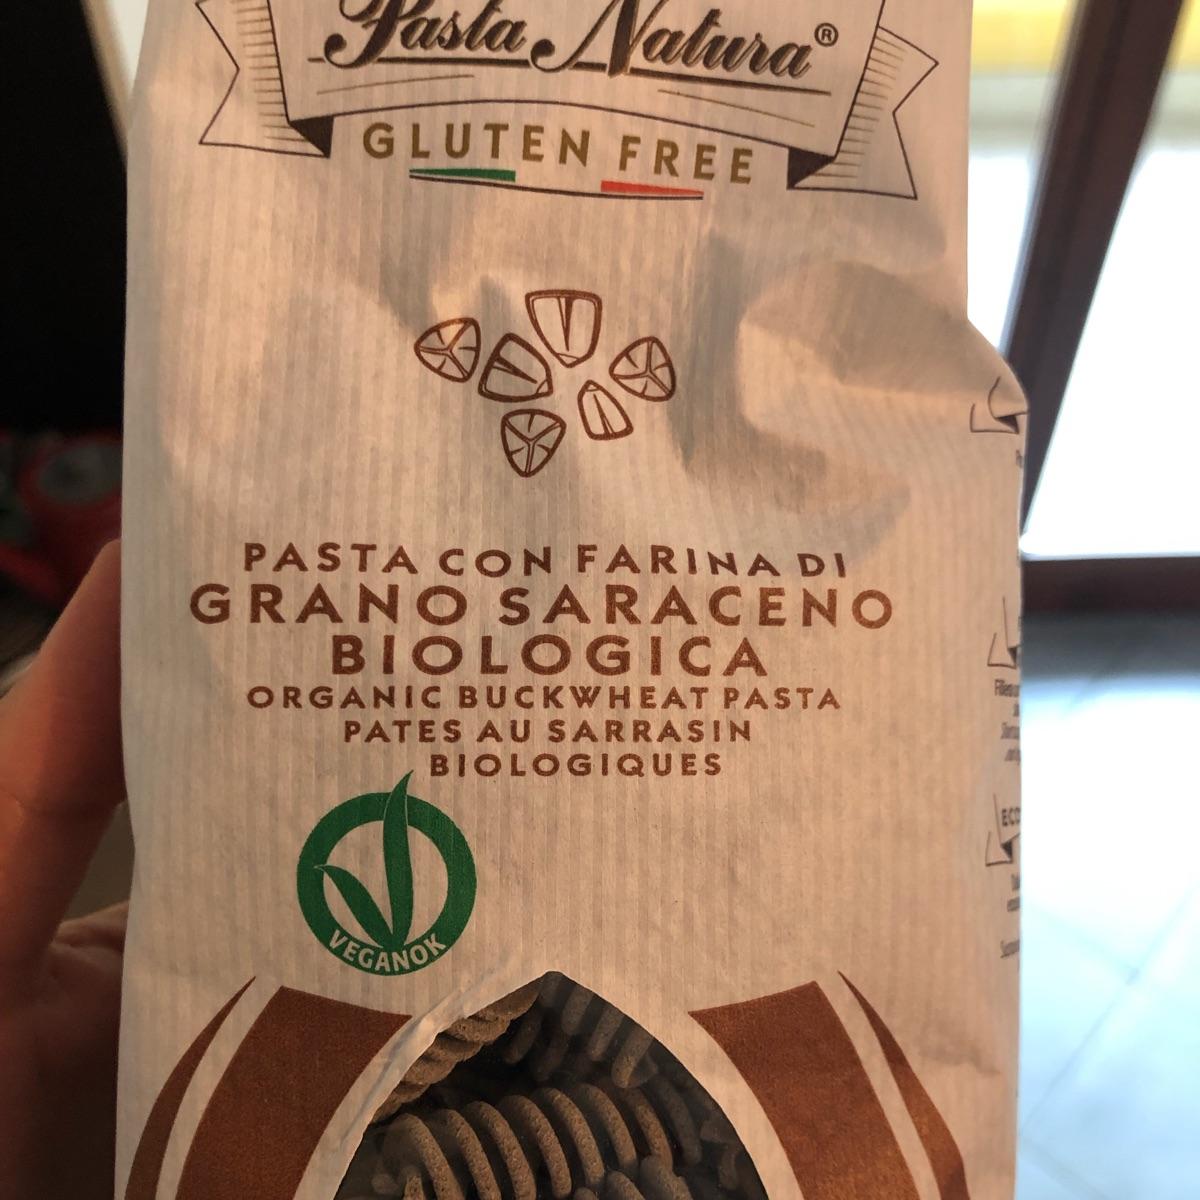 Pasta Natura®
GLUTEN FREE
PASTA CON FARINA DI
GRANO SARACENO
BIOLOGICA
ORGANIC BUCKWHEAT PASTA
PATES AU SARRASIN
BIOLOGIQUES
VEGANOK